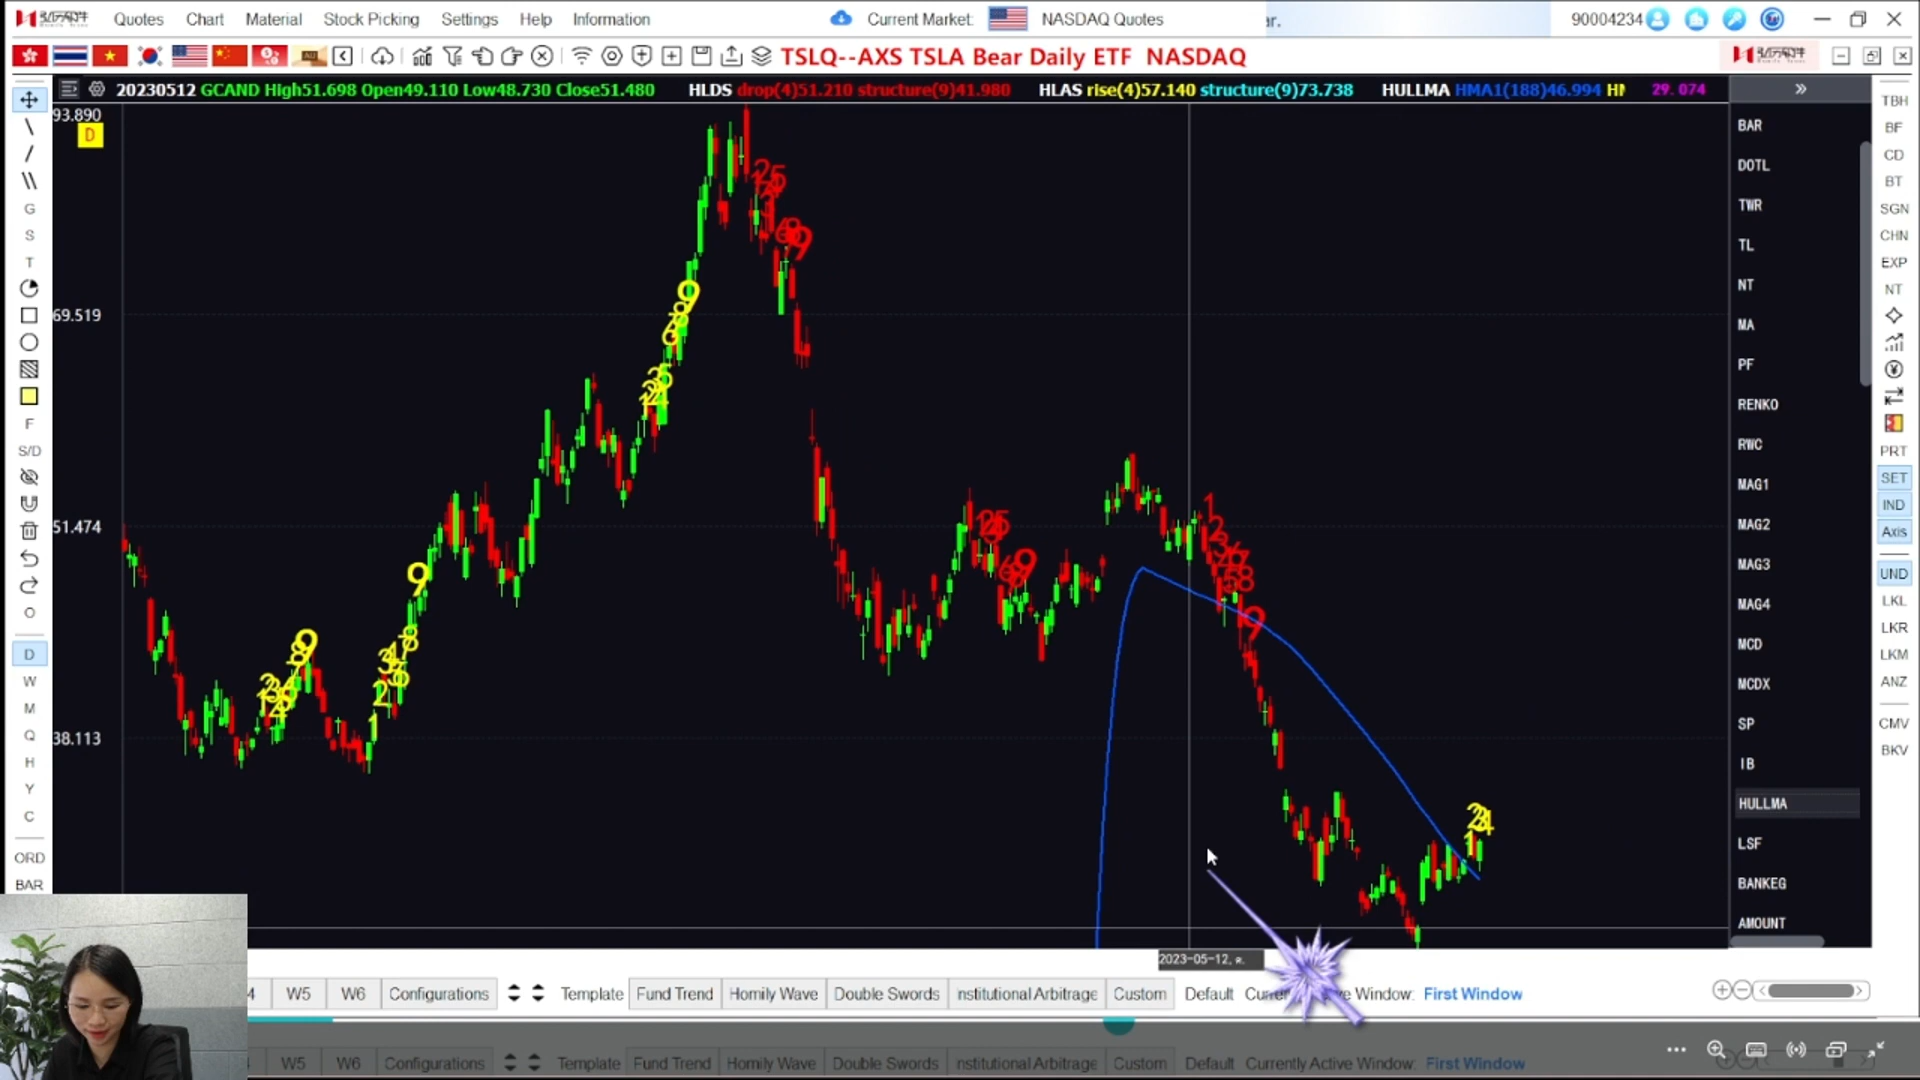 Quotes Chart Material Stock Picking Settings Help Information Current Market: NASDAQ Quotes ar. 90004234
TSLQ--AXS TSLA Bear Daily ETF NASDAQ
20230512 GCAND High51.698 Open49.110 Low48.730 Close51.480 HLDS drop(4)51.210 structure(9)41.980 HLAS rise(4)57.140 structure(9)73.738 HULLMA HMA1(188)46.994 29.074
93.890
D
69.519
51.474
38.113
G
S
T
F
S/D
D
W
M
Q
H
Y
C
ORD
BAR
BAR
DOTL
TWR
TL
NT
MA
PF
RENKO
RWC
MAG1
MAG2
MAG3
MAG4
MCD
MCDX
SP
IB
HULLMA
LSF
BANKEG
AMOUNT
TBH
BF
CD
BT
SGN
CHN
EXP
NT
PRT
SET
IND
Axis
UND
LKL
LKR
LKM
ANZ
CMV
BKV
2023-05-12,
4 W5 W6 Configurations Template Fund Trend Homily Wave Double Swords nstitutional Arbitrage Custom Default Curre e Window: First Window
W5 W6 Configurations Template Fund Trend Homily Wave Double Swords nstitutional Arbitrage Custom Default Currently Active Window: First Window